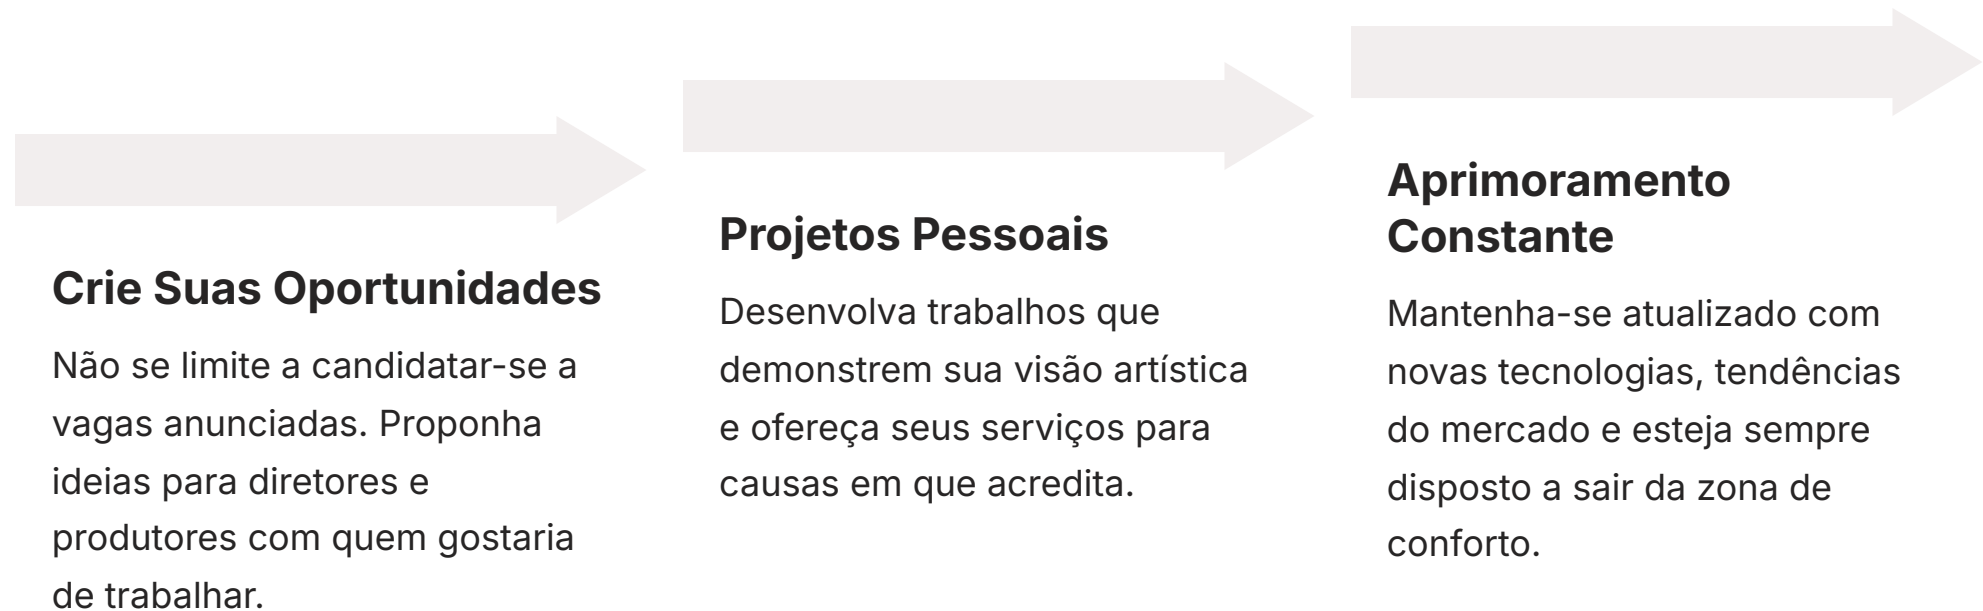 Crie Suas Oportunidades
Não se limite a candidatar-se a
vagas anunciadas. Proponha
ideias para diretores e
produtores com quem gostaria
de trabalhar.
Projetos Pessoais
Desenvolva trabalhos que
demonstrem sua visão artística
e ofereça seus serviços para
causas em que acredita.
Aprimoramento
Constante
Mantenha-se atualizado com
novas tecnologias, tendências
do mercado e esteja sempre
disposto a sair da zona de
conforto.